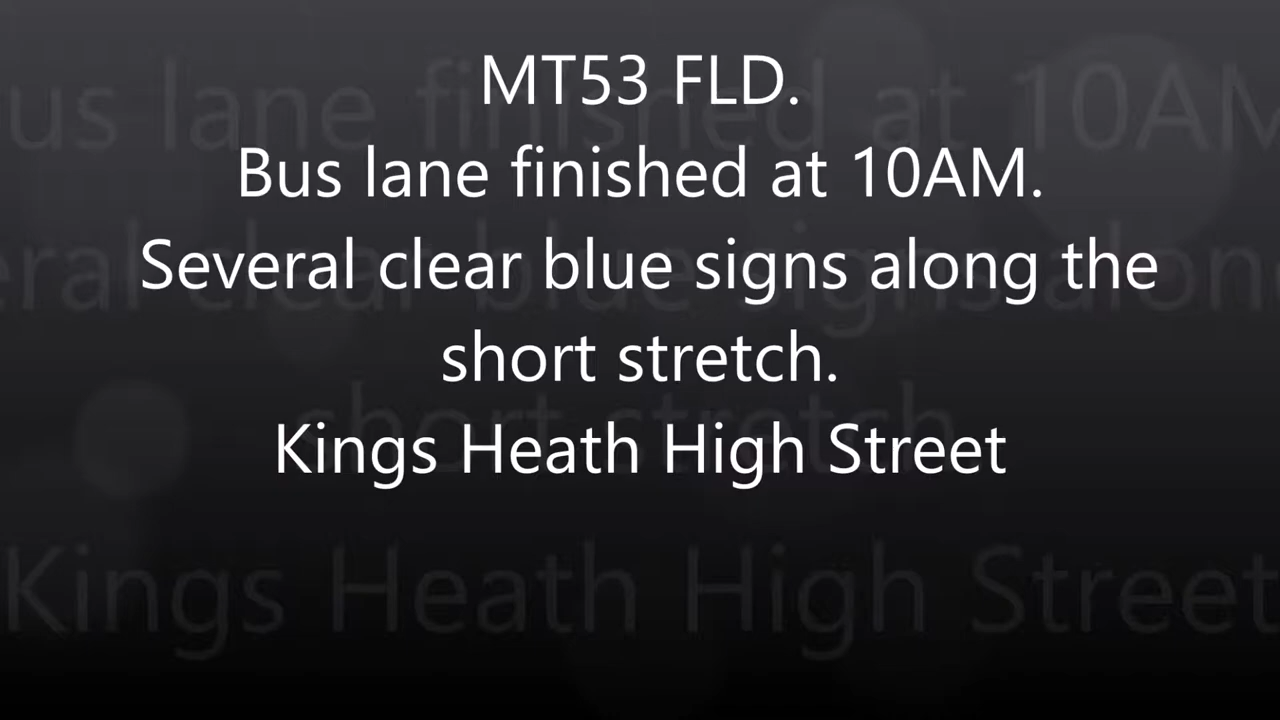 MT53 FLD.
Bus lane finished at 10AM.
Several clear blue signs along the
short stretch.
Kings Heath High Street